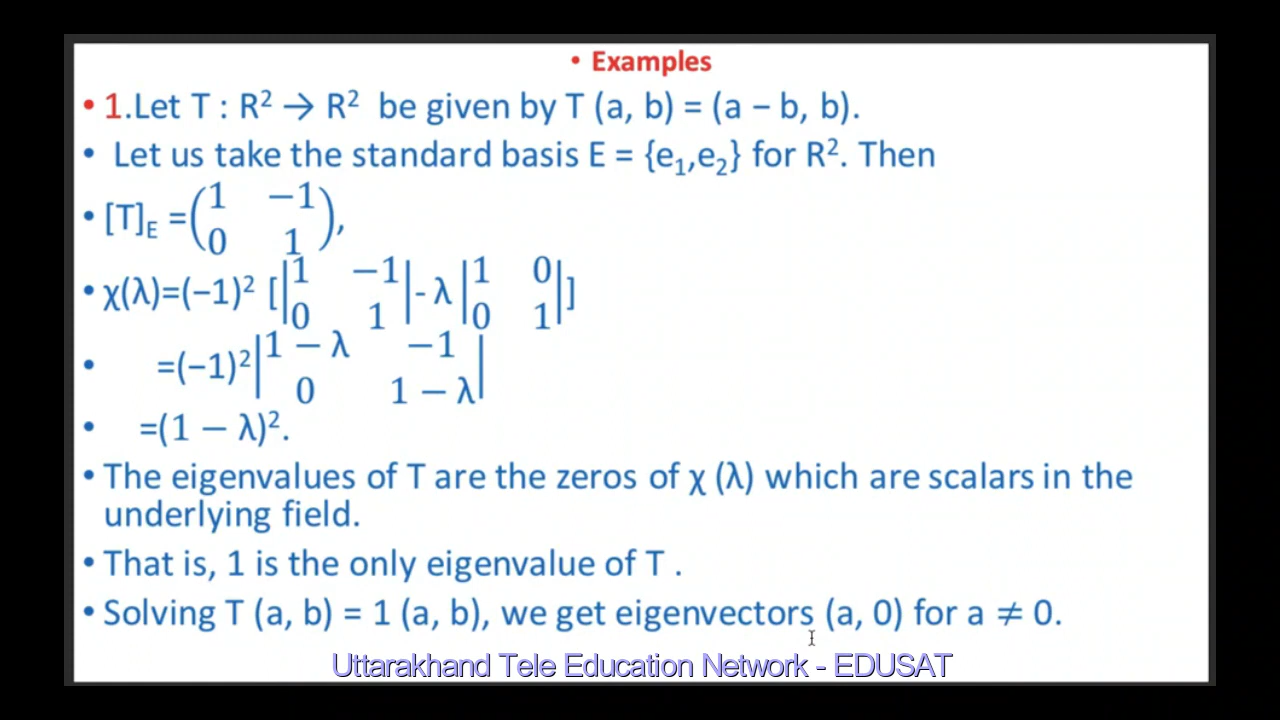 • Examples
• 1.Let T : R² → R² be given by T (a, b) = (a − b, b).
• Let us take the standard basis E = {e₁,e₂} for R². Then
• [T]_E =(1 −1
0 1),
• χ(λ)=(−1)² [|1 −1
0 1|- λ |1 0
0 1|]
• =(−1)²|1 − λ −1
0 1 − λ|
• =(1 − λ)².
• The eigenvalues of T are the zeros of χ (λ) which are scalars in the
underlying field.
• That is, 1 is the only eigenvalue of T .
• Solving T (a, b) = 1 (a, b), we get eigenvectors (a, 0) for a ≠ 0.
Uttarakhand Tele Education Network - EDUSAT